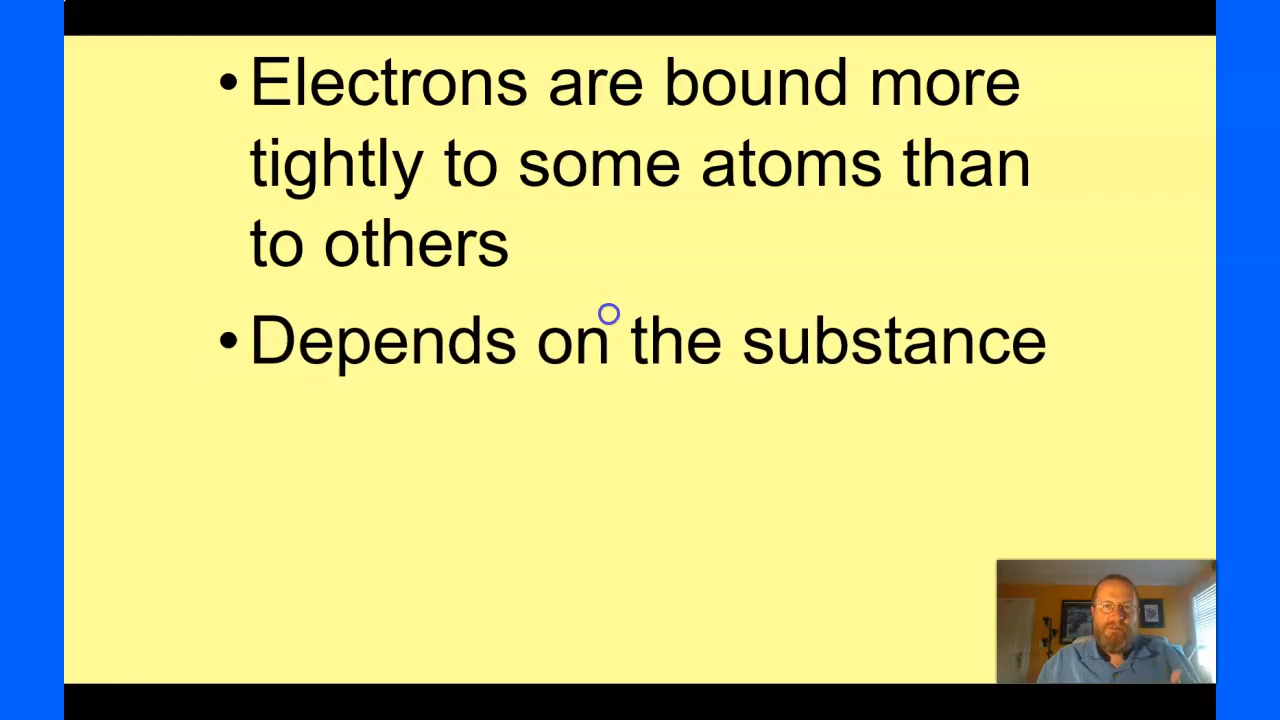 •Electrons are bound more
tightly to some atoms than
to others
•Depends on the substance